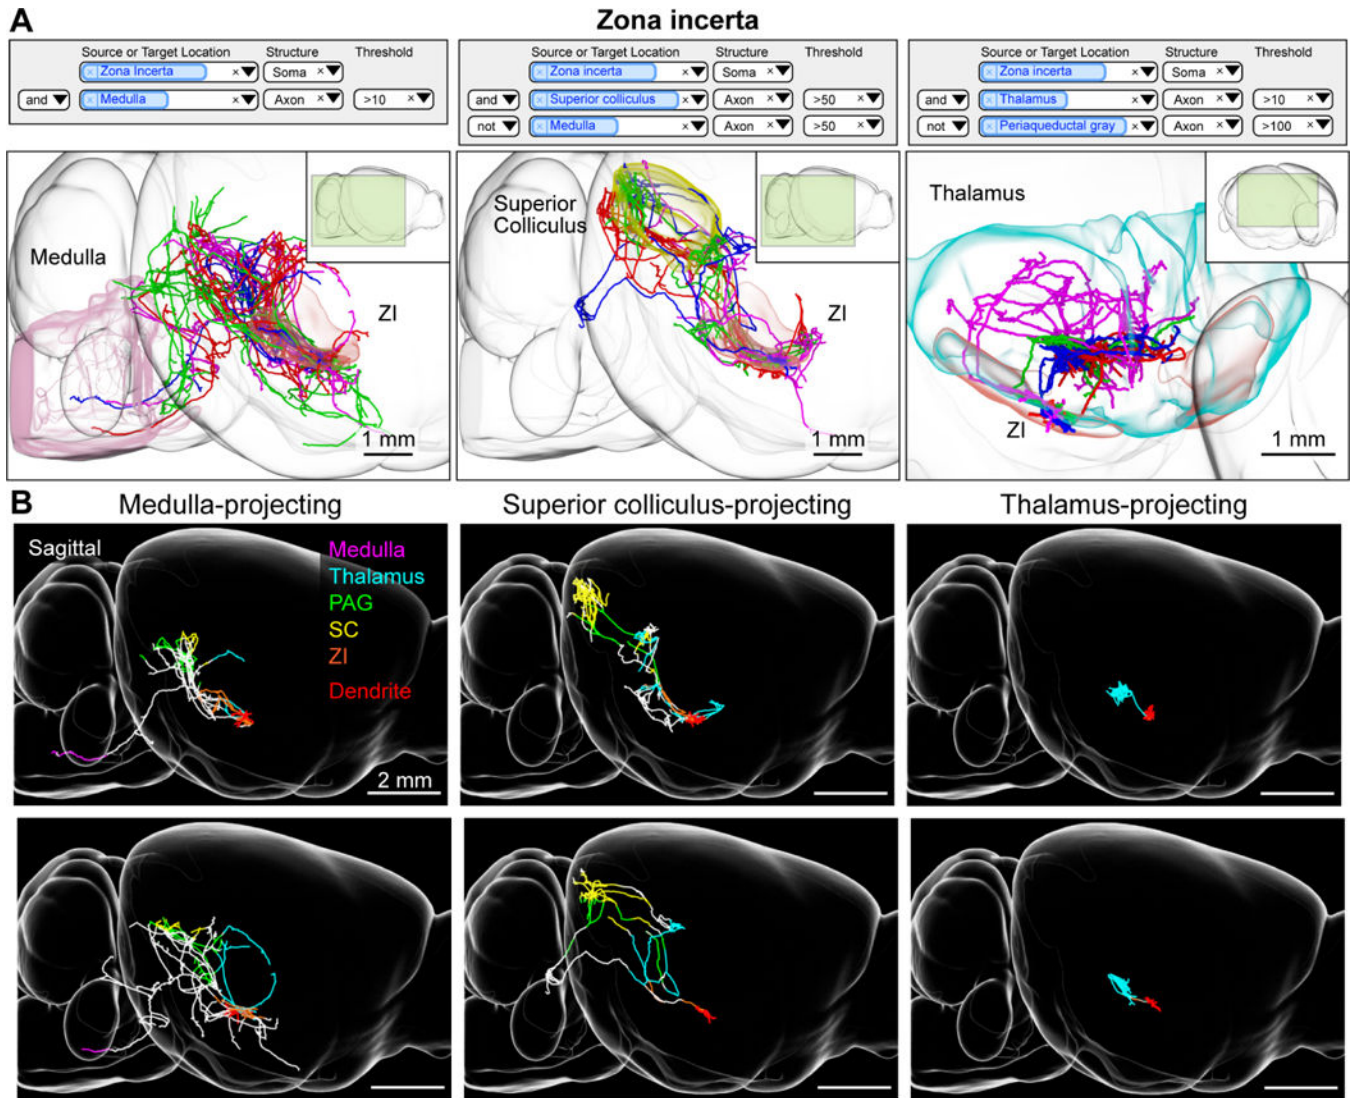 A
Zona incerta
Source or Target Location Structure Threshold
× Zona Incerta × Soma ×
and × Medulla × Axon × >10 ×
Source or Target Location Structure Threshold
× Zona incerta × Soma ×
and × Superior colliculus × Axon × >50 ×
not × Medulla × Axon × >50 ×
Source or Target Location Structure Threshold
× Zona incerta × Soma ×
and × Thalamus × Axon × >10 ×
not × Periaqueductal gray × Axon × >100 ×
Medulla
ZI
1 mm
Superior
Colliculus
ZI
1 mm
Thalamus
ZI
1 mm
B
Medulla-projecting
Superior colliculus-projecting
Thalamus-projecting
Sagittal
Medulla
Thalamus
PAG
SC
ZI
Dendrite
2 mm